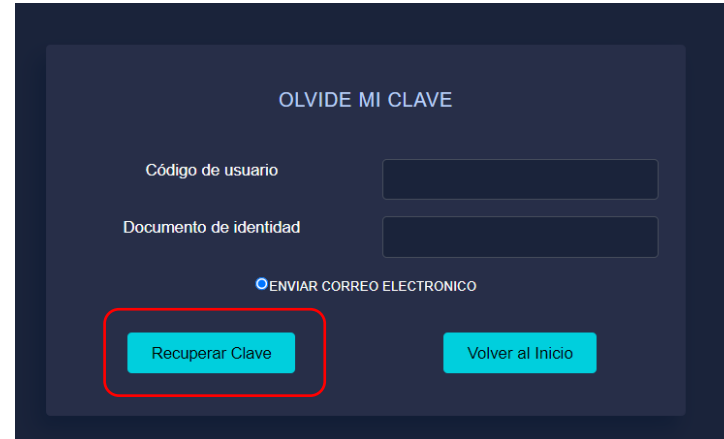 OLVIDE MI CLAVE
Código de usuario
Documento de identidad
ENVIAR CORREO ELECTRONICO
Recuperar Clave Volver al Inicio